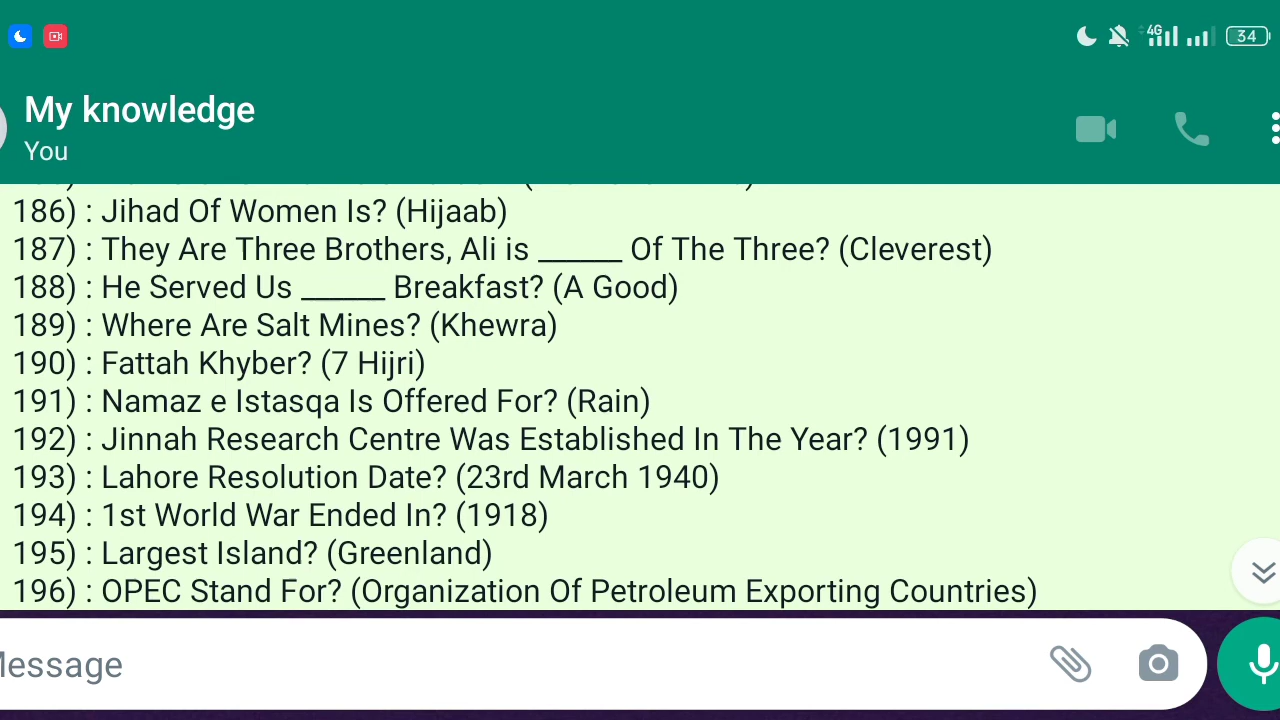 4G
34
My knowledge
You
186) : Jihad Of Women Is? (Hijaab)
187) : They Are Three Brothers, Ali is ______ Of The Three? (Cleverest)
188) : He Served Us ______ Breakfast? (A Good)
189) : Where Are Salt Mines? (Khewra)
190) : Fattah Khyber? (7 Hijri)
191) : Namaz e Istasqa Is Offered For? (Rain)
192) : Jinnah Research Centre Was Established In The Year? (1991)
193) : Lahore Resolution Date? (23rd March 1940)
194) : 1st World War Ended In? (1918)
195) : Largest Island? (Greenland)
196) : OPEC Stand For? (Organization Of Petroleum Exporting Countries)
Message